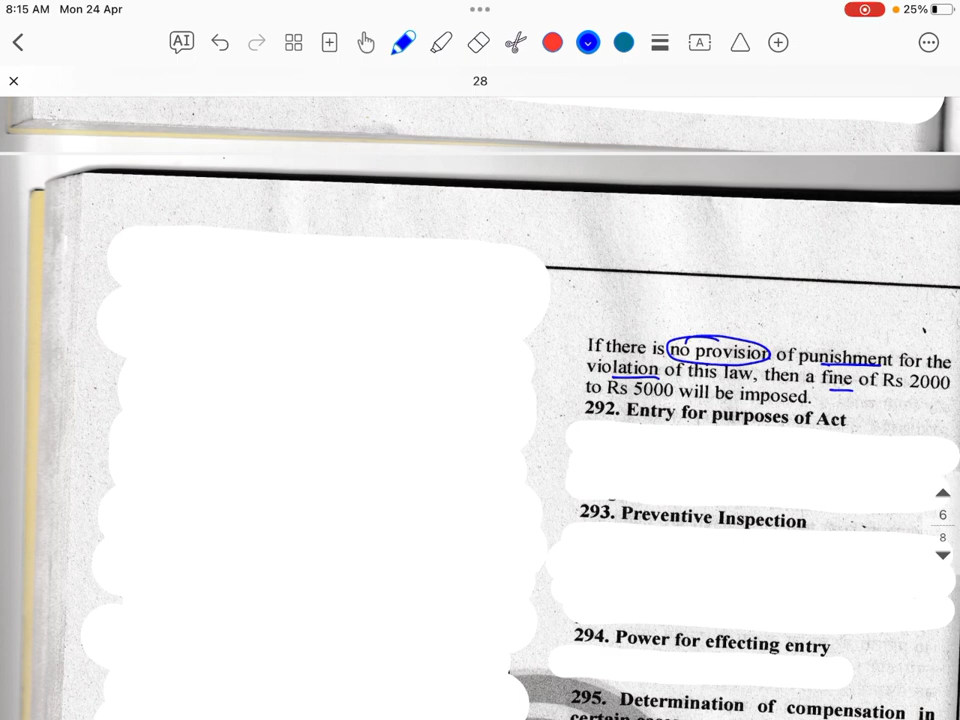 8:15 AM Mon 24 Apr
25%
AI
A
28
If there is no provision of punishment for the
violation of this law, then a fine of Rs 2000
to Rs 5000 will be imposed.
292. Entry for purposes of Act
293. Preventive Inspection
6
8
294. Power for effecting entry
295. Determination of compensation in